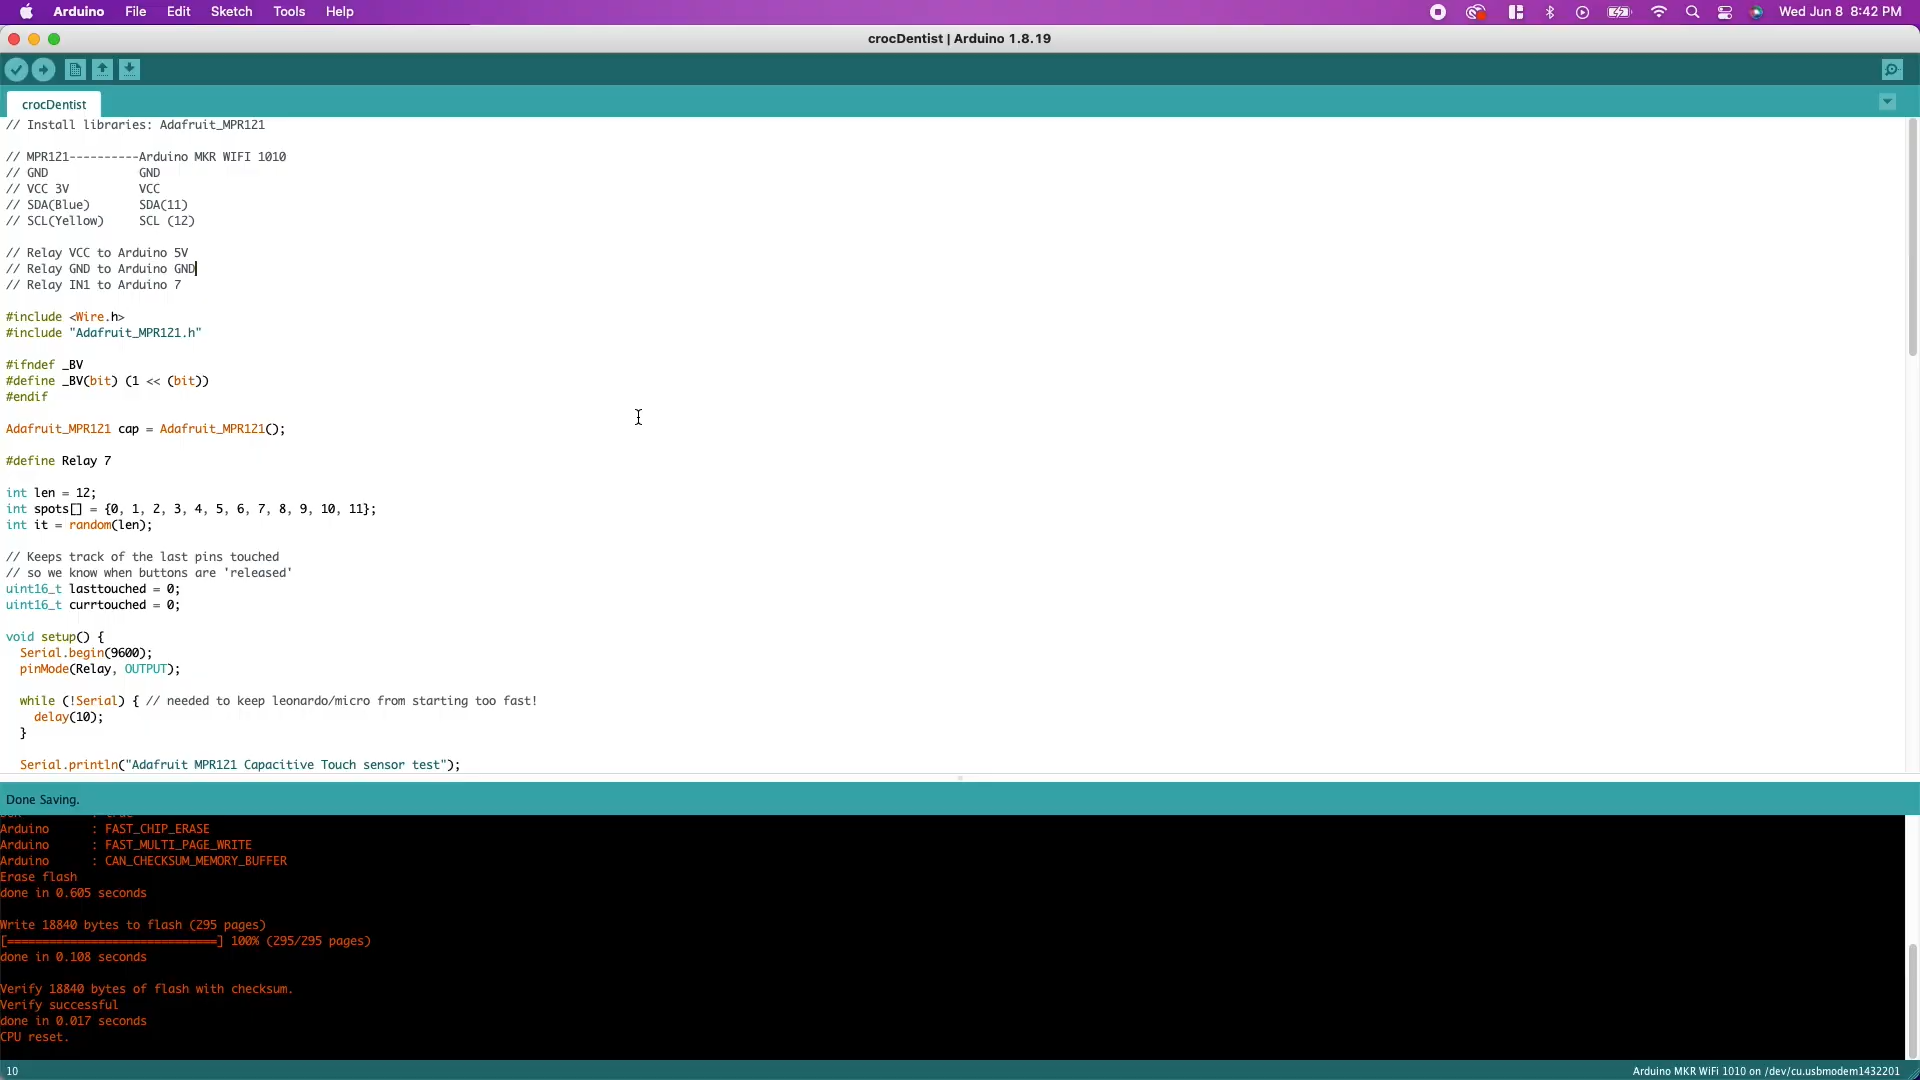 Arduino File Edit Sketch Tools Help Wed Jun 8 8:42 PM
crocDentist | Arduino 1.8.19
crocDentist
// Install libraries: Adafruit_MPR121
// MPR121----------Arduino MKR WIFI 1010
// GND             GND
// VCC 3V          VCC
// SDA(Blue)       SDA(11)
// SCL(Yellow)     SCL (12)
// Relay VCC to Arduino 5V
// Relay GND to Arduino GND
// Relay IN1 to Arduino 7
#include <Wire.h>
#include "Adafruit_MPR121.h"
#ifndef _BV
#define _BV(bit) (1 << (bit))
#endif
Adafruit_MPR121 cap = Adafruit_MPR121();
#define Relay 7
int len = 12;
int spots[] = {0, 1, 2, 3, 4, 5, 6, 7, 8, 9, 10, 11};
int it = random(len);
// Keeps track of the last pins touched
// so we know when buttons are 'released'
uint16_t lasttouched = 0;
uint16_t currtouched = 0;
void setup() {
  Serial.begin(9600);
  pinMode(Relay, OUTPUT);
  while (!Serial) { // needed to keep leonardo/micro from starting too fast!
    delay(10);
  }
  Serial.println("Adafruit MPR121 Capacitive Touch sensor test");
Done Saving.
Arduino      : FAST_CHIP_ERASE
Arduino      : FAST_MULTI_PAGE_WRITE
Arduino      : CAN_CHECKSUM_MEMORY_BUFFER
Erase flash
done in 0.605 seconds
Write 18840 bytes to flash (295 pages)
[==============================] 100% (295/295 pages)
done in 0.108 seconds
Verify 18840 bytes of flash with checksum.
Verify successful
done in 0.017 seconds
CPU reset.
10 Arduino MKR WiFi 1010 on /dev/cu.usbmodem1432201